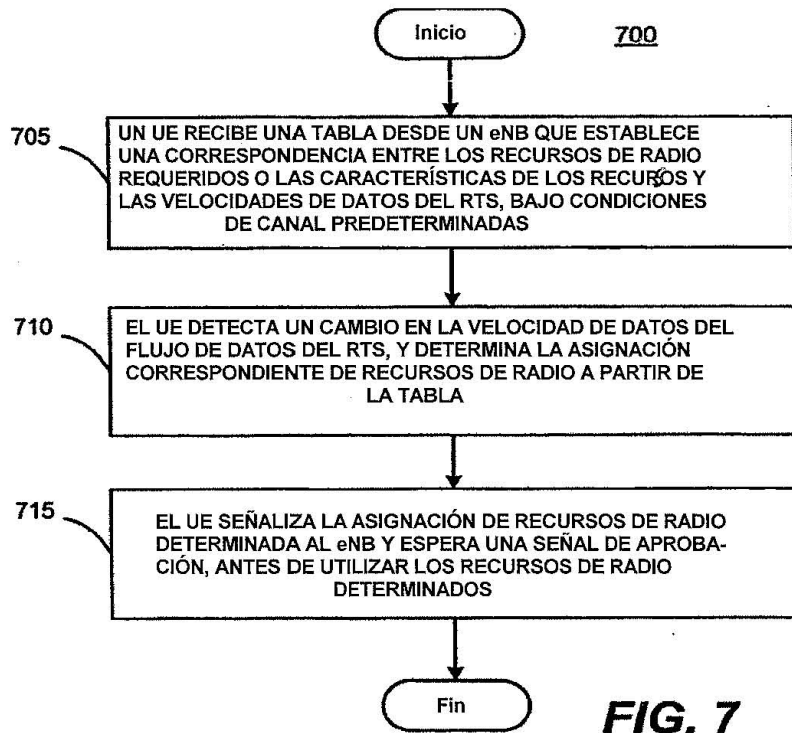 Inicio
700
705
UN UE RECIBE UNA TABLA DESDE UN eNB QUE ESTABLECE
UNA CORRESPONDENCIA ENTRE LOS RECURSOS DE RADIO
REQUERIDOS O LAS CARACTERÍSTICAS DE LOS RECURSOS Y
LAS VELOCIDADES DE DATOS DEL RTS, BAJO CONDICIONES
DE CANAL PREDETERMINADAS
710
EL UE DETECTA UN CAMBIO EN LA VELOCIDAD DE DATOS DEL
FLUJO DE DATOS DEL RTS, Y DETERMINA LA ASIGNACIÓN
CORRESPONDIENTE DE RECURSOS DE RADIO A PARTIR DE
LA TABLA
715
EL UE SEÑALIZA LA ASIGNACIÓN DE RECURSOS DE RADIO
DETERMINADA AL eNB Y ESPERA UNA SEÑAL DE APROBA-
CIÓN, ANTES DE UTILIZAR LOS RECURSOS DE RADIO
DETERMINADOS
Fin
FIG. 7